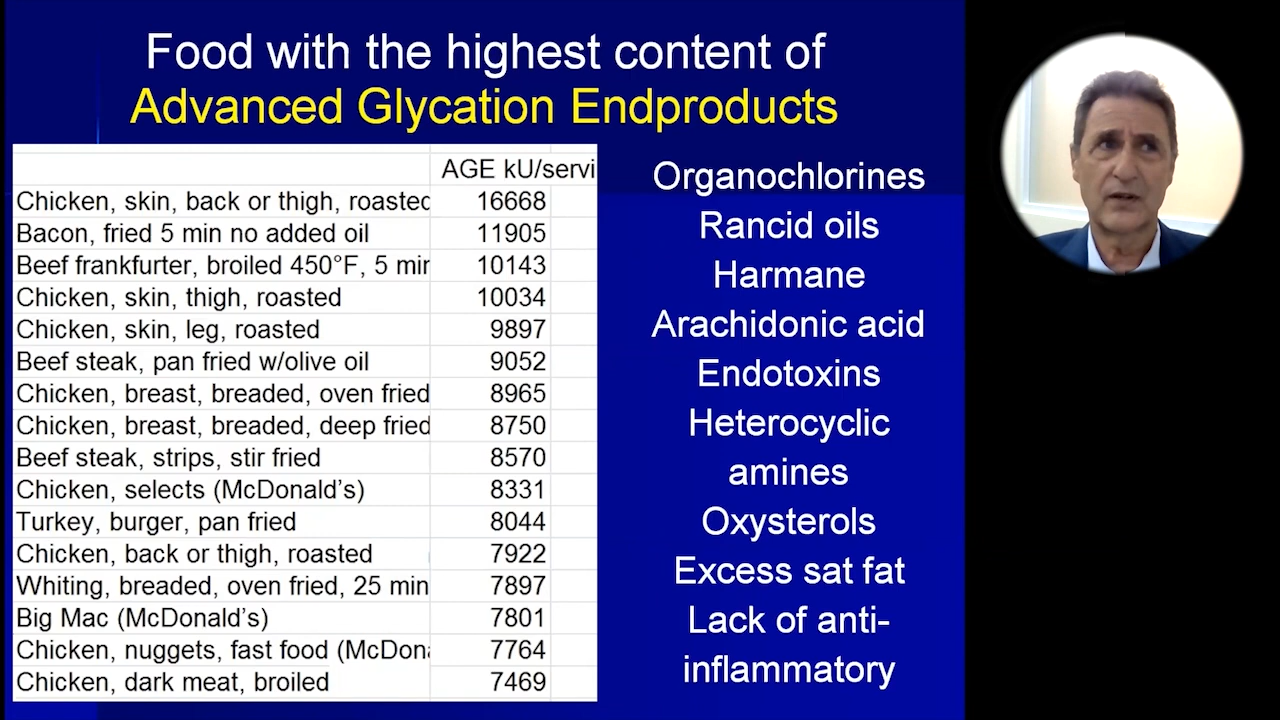 Food with the highest content of
Advanced Glycation Endproducts
AGE kU/servi
Chicken, skin, back or thigh, roasted 16668
Bacon, fried 5 min no added oil 11905
Beef frankfurter, broiled 450°F, 5 min 10143
Chicken, skin, thigh, roasted 10034
Chicken, skin, leg, roasted 9897
Beef steak, pan fried w/olive oil 9052
Chicken, breast, breaded, oven fried 8965
Chicken, breast, breaded, deep fried 8750
Beef steak, strips, stir fried 8570
Chicken, selects (McDonald’s) 8331
Turkey, burger, pan fried 8044
Chicken, back or thigh, roasted 7922
Whiting, breaded, oven fried, 25 min 7897
Big Mac (McDonald’s) 7801
Chicken, nuggets, fast food (McDona 7764
Chicken, dark meat, broiled 7469
Organochlorines
Rancid oils
Harmane
Arachidonic acid
Endotoxins
Heterocyclic
amines
Oxysterols
Excess sat fat
Lack of anti-
inflammatory